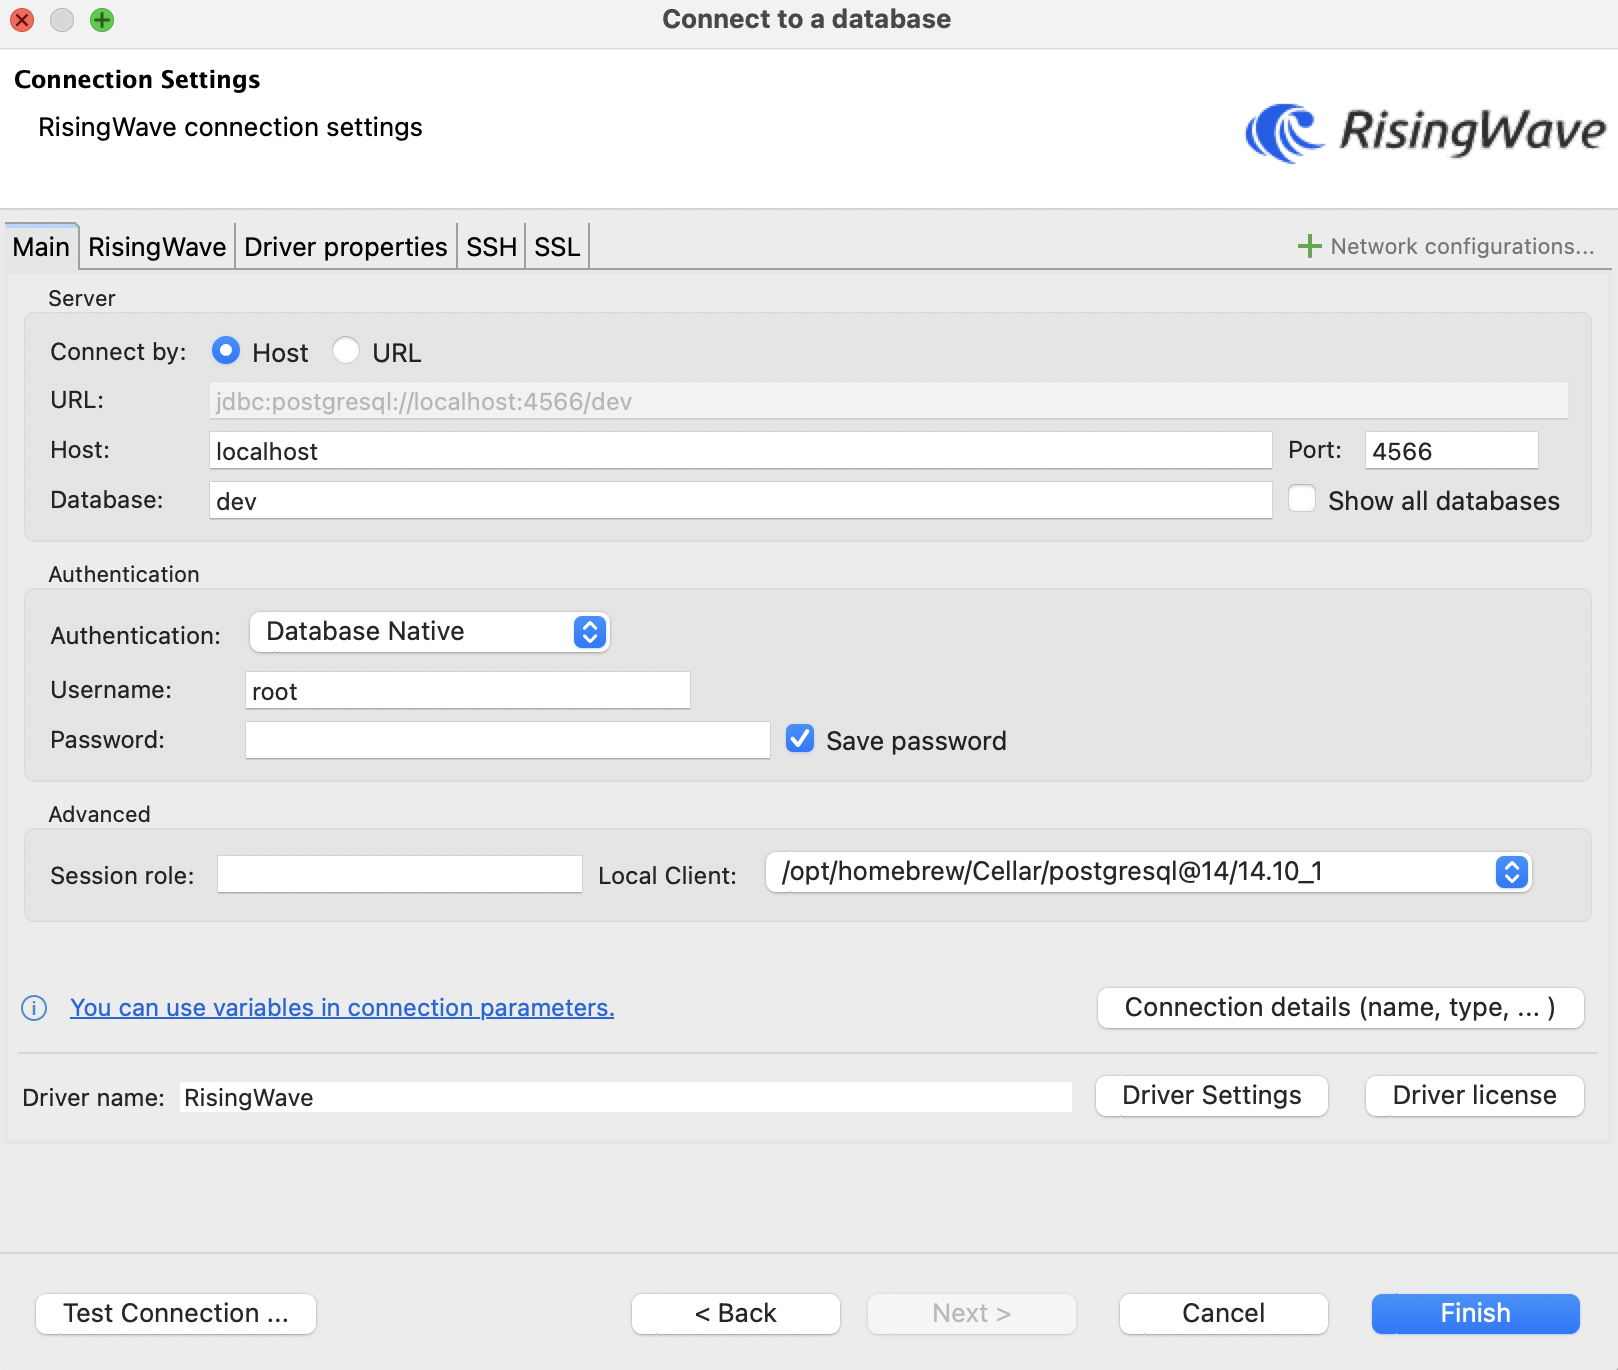 Connect to a database
Connection Settings
RisingWave connection settings
RisingWave
Main RisingWave Driver properties SSH SSL Network configurations...
Server
Connect by: Host URL
URL: jdbc:postgresql://localhost:4566/dev
Host: localhost Port: 4566
Database: dev Show all databases
Authentication
Authentication: Database Native
Username: root
Password: Save password
Advanced
Session role: Local Client: /opt/homebrew/Cellar/postgresql@14/14.10_1
You can use variables in connection parameters. Connection details (name, type, ... )
Driver name: RisingWave Driver Settings Driver license
Test Connection ... < Back Next > Cancel Finish